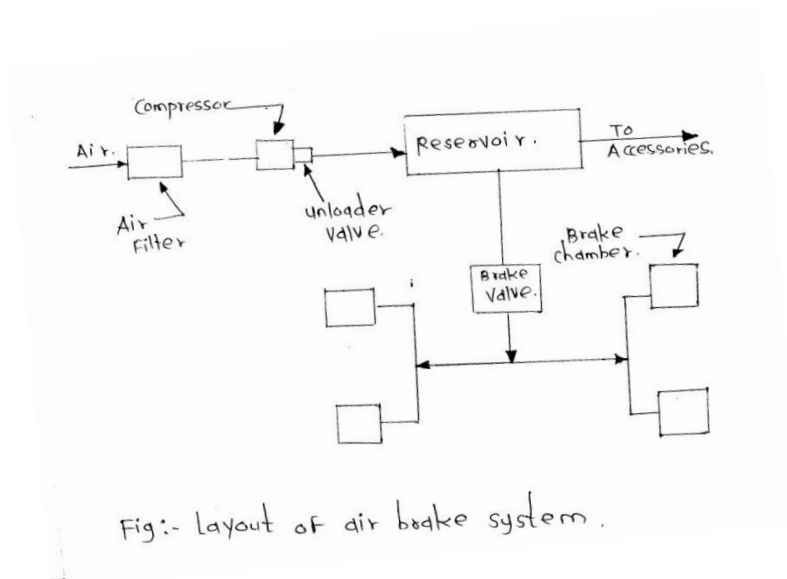 Compressor
Air.
Air
Filter
unloader
valve.
Reservoir.
To
Accessories.
Brake
Valve.
Brake
chamber.
Fig:- Layout of air brake system.